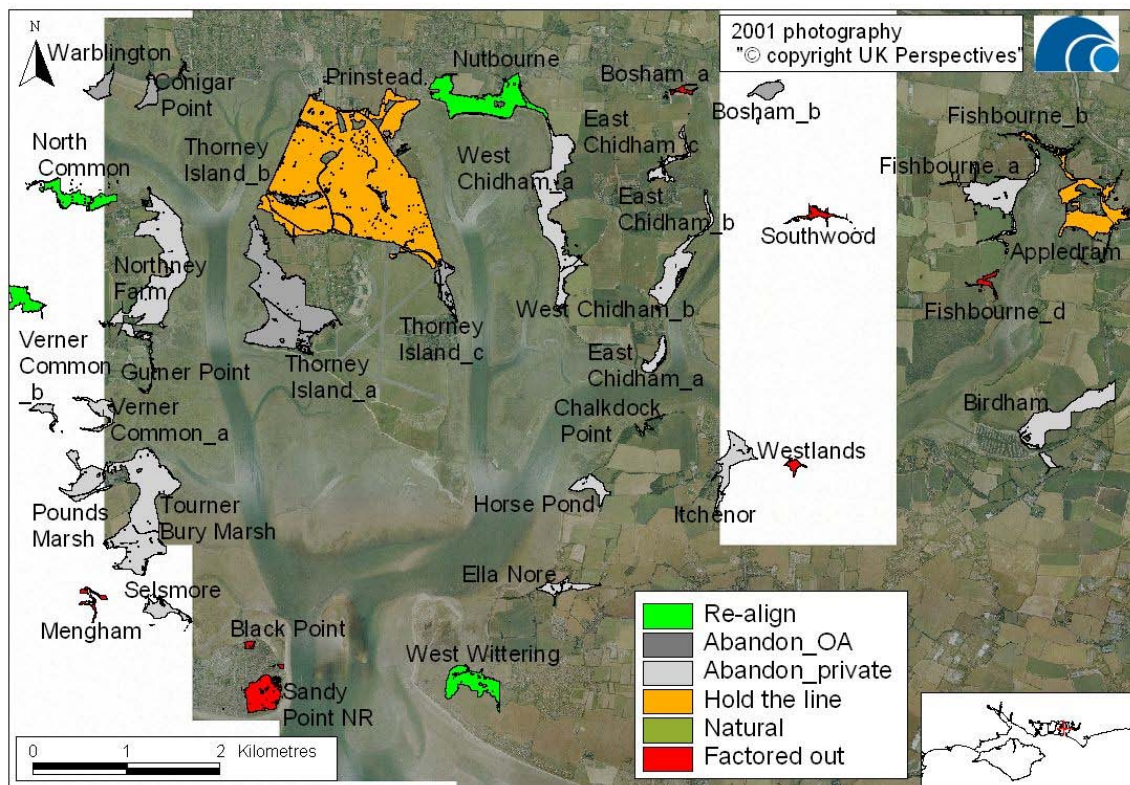 2001 photography
"© copyright UK Perspectives"
N
Warblington
Conigar
Point
Prinstead.
Nutbourne
Bosham_a
Bosham_b
Fishbourne_b
North
Common
Thorney
Island_b
West
Chidham_a
East
Chidham_c
Fishbourne_a
East
Chidham_b
Southwood
Appledram
Northney
Farm
West Chidham_b
Fishbourne_d
Verner
Common
_b
Gutner Point
Thorney
Island_a
Thorney
Island_c
East
Chidham_a
Verner
Common_a
Chalkdock
Point
Birdham
Westlands
Pounds
Marsh
Tourner
Bury Marsh
Horse Pond
Itchenor
Mengham
Selsmore
Ella Nore
Black Point
Sandy
Point NR
West Wittering
Re-align
Abandon_OA
Abandon_private
Hold the line
Natural
Factored out
0 1 2 Kilometres